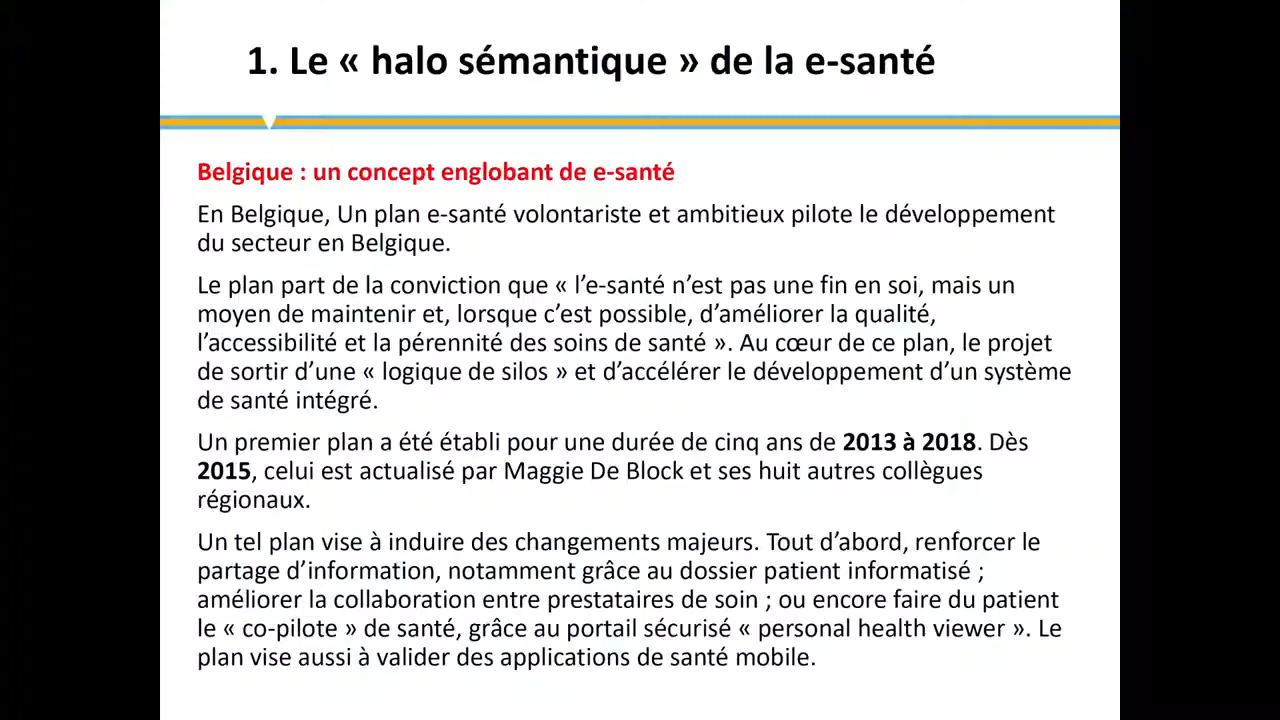 1. Le « halo sémantique » de la e-santé
Belgique : un concept englobant de e-santé
En Belgique, Un plan e-santé volontariste et ambitieux pilote le développement
du secteur en Belgique.
Le plan part de la conviction que « l’e-santé n’est pas une fin en soi, mais un
moyen de maintenir et, lorsque c’est possible, d’améliorer la qualité,
l’accessibilité et la pérennité des soins de santé ». Au cœur de ce plan, le projet
de sortir d’une « logique de silos » et d’accélérer le développement d’un système
de santé intégré.
Un premier plan a été établi pour une durée de cinq ans de 2013 à 2018. Dès
2015, celui est actualisé par Maggie De Block et ses huit autres collègues
régionaux.
Un tel plan vise à induire des changements majeurs. Tout d’abord, renforcer le
partage d’information, notamment grâce au dossier patient informatisé ;
améliorer la collaboration entre prestataires de soin ; ou encore faire du patient
le « co-pilote » de santé, grâce au portail sécurisé « personal health viewer ». Le
plan vise aussi à valider des applications de santé mobile.